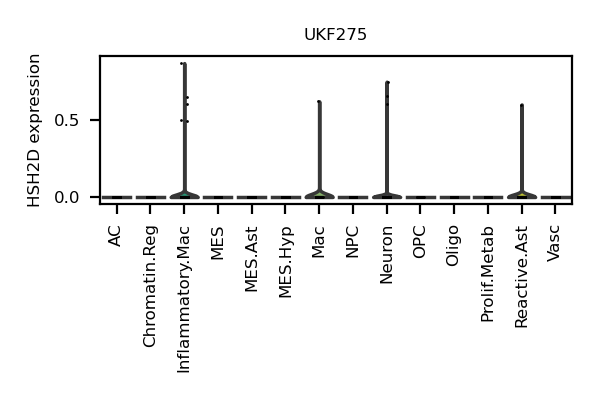 UKF275
HSH2D expression
0.5
0.0
AC
Chromatin.Reg
Inflammatory.Mac
MES
MES.Ast
MES.Hyp
Mac
NPC
Neuron
OPC
Oligo
Prolif.Metab
Reactive.Ast
Vasc